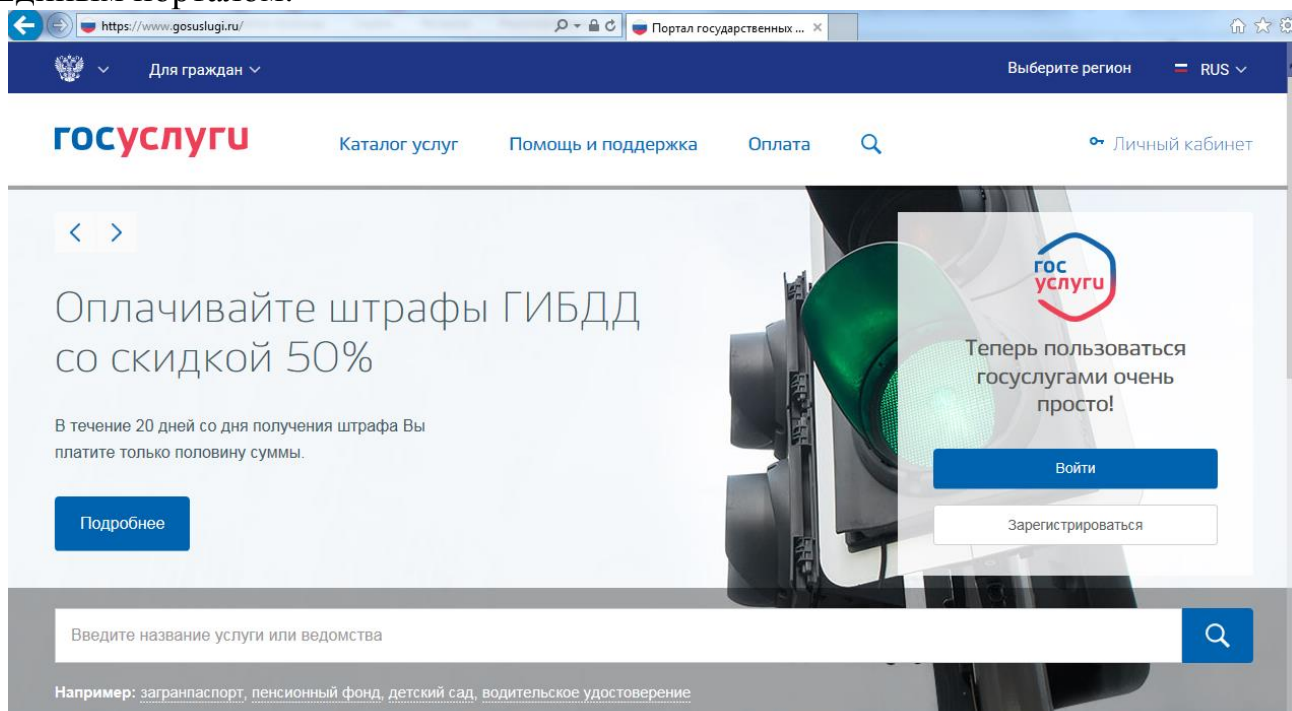 порталом.
https://www.gosuslugi.ru/
Портал государственных ...
Для граждан
Выберите регион
RUS
госуслуги
Каталог услуг
Помощь и поддержка
Оплата
Личный кабинет
Оплачивайте штрафы ГИБДД
со скидкой 50%
В течение 20 дней со дня получения штрафа Вы
платите только половину суммы.
Подробнее
гос
услуги
Теперь пользоваться
госуслугами очень
просто!
Войти
Зарегистрироваться
Введите название услуги или ведомства
Например: загранпаспорт, пенсионный фонд, детский сад, водительское удостоверение